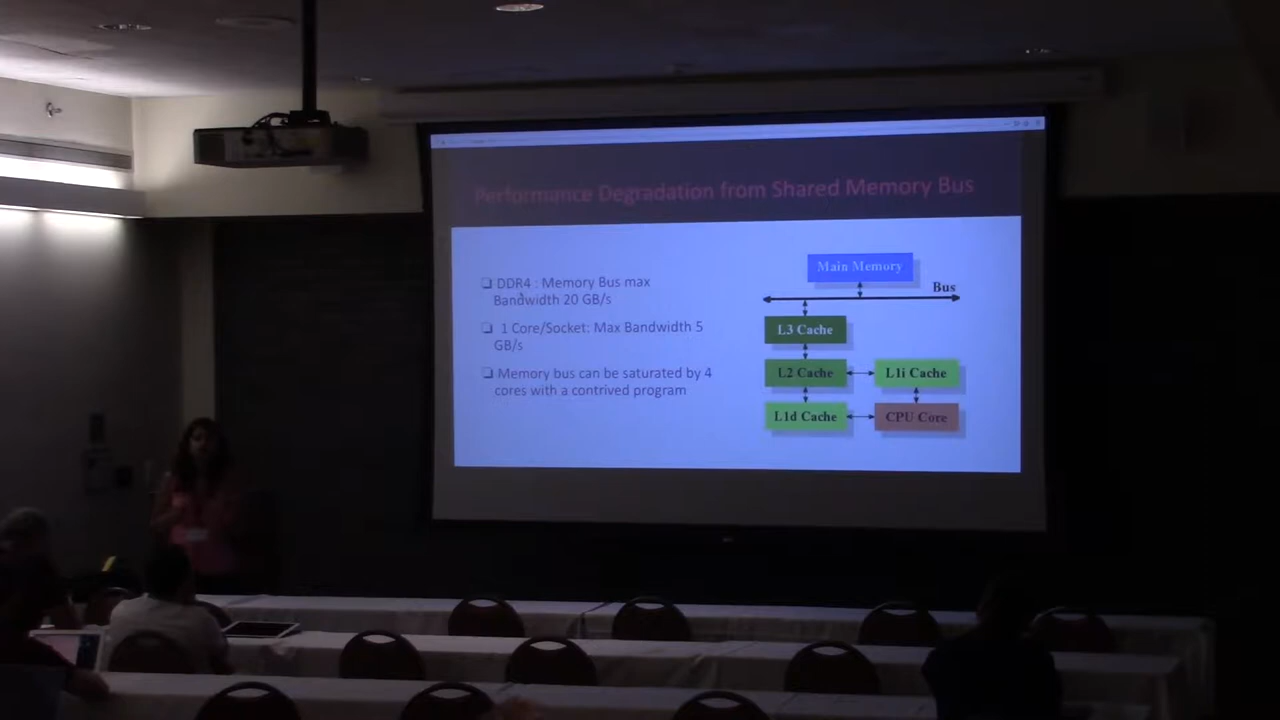 Performance Degradation from Shared Memory Bus
❑ DDR4 : Memory Bus max
Bandwidth 20 GB/s
❑ 1 Core/Socket: Max Bandwidth 5
GB/s
❑ Memory bus can be saturated by 4
cores with a contrived program
Main Memory
Bus
L3 Cache
L2 Cache
L1i Cache
L1d Cache
CPU Core